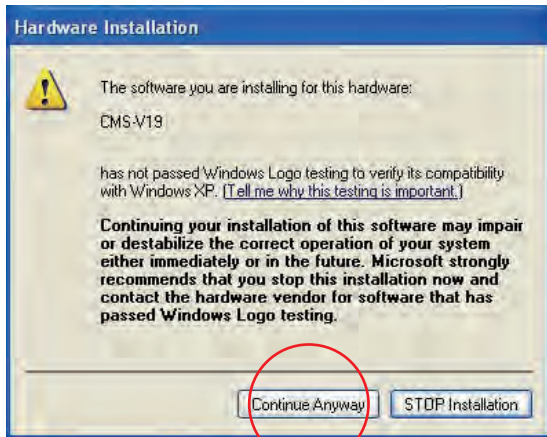 Hardware Installation
The software you are installing for this hardware:
CMS-V19
has not passed Windows Logo testing to verify its compatibility
with Windows XP. (Tell me why this testing is important.)
Continuing your installation of this software may impair
or destabilize the correct operation of your system
either immediately or in the future. Microsoft strongly
recommends that you stop this installation now and
contact the hardware vendor for software that has
passed Windows Logo testing.
Continue Anyway STOP Installation